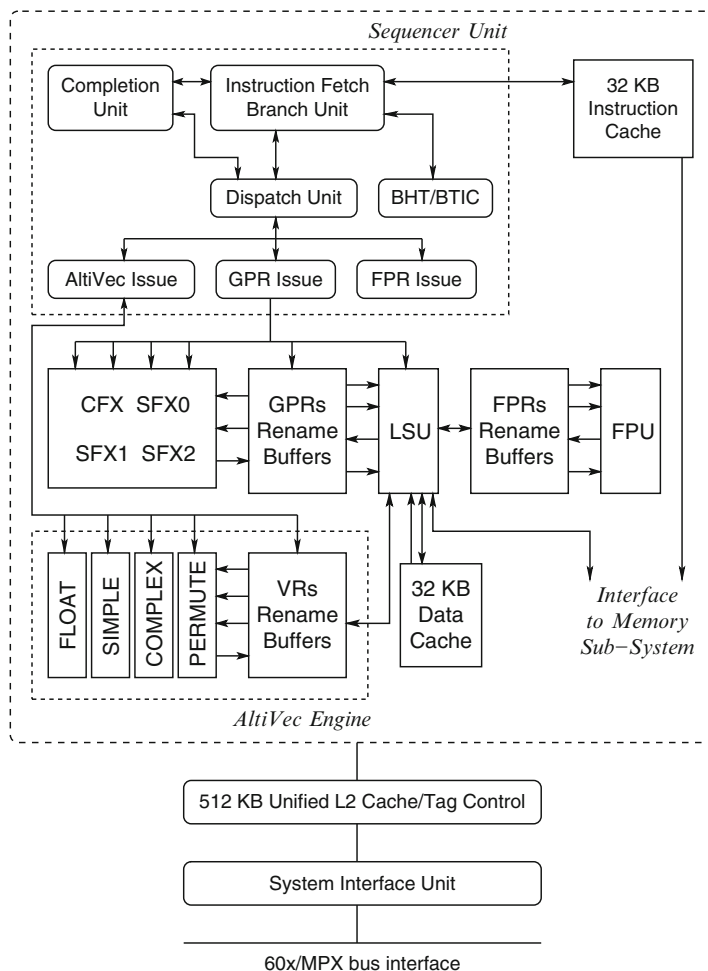 Sequencer Unit
Completion
Unit
Instruction Fetch
Branch Unit
32 KB
Instruction
Cache
Dispatch Unit
BHT/BTIC
AltiVec Issue
GPR Issue
FPR Issue
CFX SFX0
SFX1 SFX2
GPRs
Rename
Buffers
LSU
FPRs
Rename
Buffers
FPU
FLOAT
SIMPLE
COMPLEX
PERMUTE
VRs
Rename
Buffers
32 KB
Data
Cache
Interface
to Memory
Sub−System
AltiVec Engine
512 KB Unified L2 Cache/Tag Control
System Interface Unit
60x/MPX bus interface